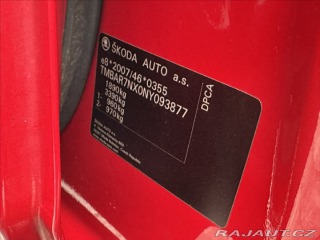 ŠKODA AUTO a.s.
e8*2007/46*0355
TMBAR7NX0NY093877
1890kg
3390kg
1- 960kg
2- 970kg
DPCA
RAJAUT.CZ